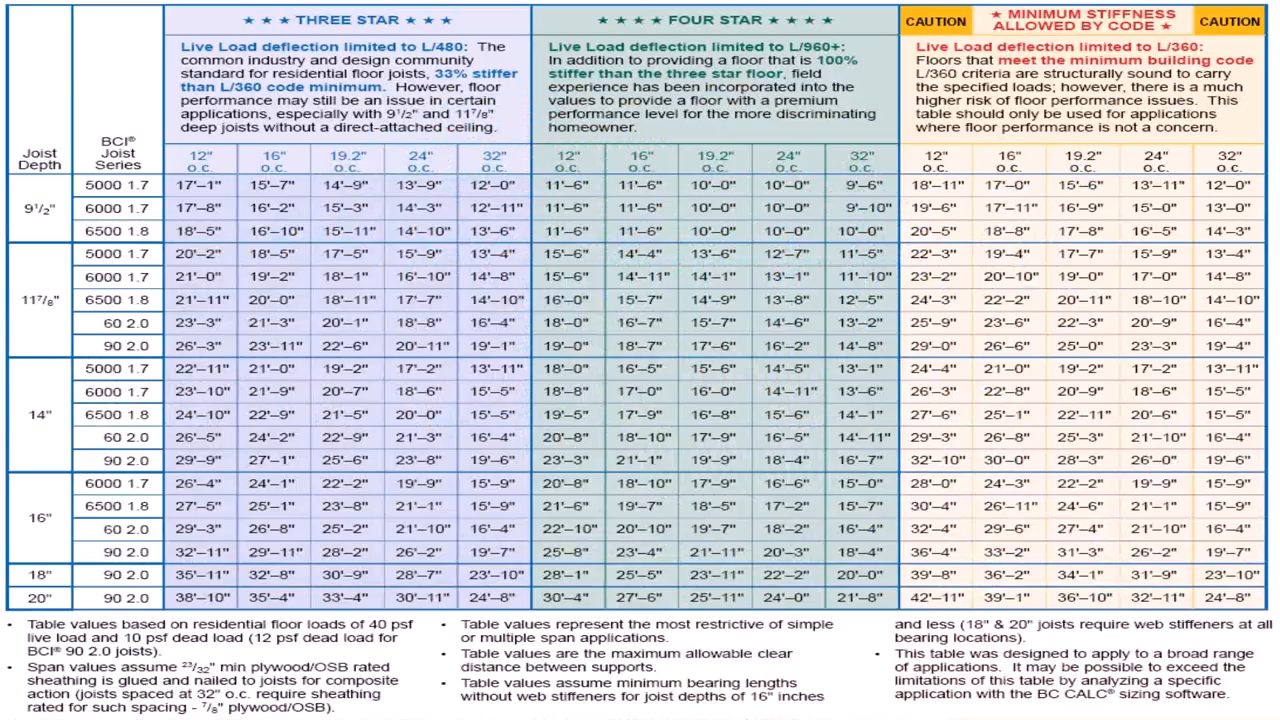 ★ ★ ★ THREE STAR ★ ★ ★
★ ★ ★ ★ FOUR STAR ★ ★ ★ ★
CAUTION
★ MINIMUM STIFFNESS
ALLOWED BY CODE ★
CAUTION
Live Load deflection limited to L/480: The
common industry and design community
standard for residential floor joists, 33% stiffer
than L/360 code minimum. However, floor
performance may still be an issue in certain
applications, especially with 9½" and 11⅞"
deep joists without a direct-attached ceiling.
Live Load deflection limited to L/960+:
In addition to providing a floor that is 100%
stiffer than the three star floor, field
experience has been incorporated into the
values to provide a floor with a premium
performance level for the more discriminating
homeowner.
Live Load deflection limited to L/360:
Floors that meet the minimum building code
L/360 criteria are structurally sound to carry
the specified loads; however, there is a much
higher risk of floor performance issues. This
table should only be used for applications
where floor performance is not a concern.
Joist
Depth
BCI®
Joist
Series
12" o.c. 16" o.c. 19.2" o.c. 24" o.c. 32" o.c. 12" o.c. 16" o.c. 19.2" o.c. 24" o.c. 32" o.c. 12" o.c. 16" o.c. 19.2" o.c. 24" o.c. 32" o.c.
9½"
5000 1.7 17'–1" 15'–7" 14'–9" 13'–9" 12'–0" 11'–6" 11'–6" 10'–0" 10'–0" 9'–6" 18'–11" 17'–0" 15'–6" 13'–11" 12'–0"
6000 1.7 17'–8" 16'–2" 15'–3" 14'–3" 12'–11" 11'–6" 11'–6" 10'–0" 10'–0" 9'–10" 19'–6" 17'–11" 16'–9" 15'–0" 13'–0"
6500 1.8 18'–5" 16'–10" 15'–11" 14'–10" 13'–6" 11'–6" 11'–6" 10'–0" 10'–0" 10'–0" 20'–5" 18'–8" 17'–8" 16'–5" 14'–3"
11⅞"
5000 1.7 20'–2" 18'–5" 17'–5" 15'–9" 13'–4" 15'–6" 14'–4" 13'–6" 12'–7" 11'–5" 22'–3" 19'–4" 17'–7" 15'–9" 13'–4"
6000 1.7 21'–0" 19'–2" 18'–1" 16'–10" 14'–8" 15'–6" 14'–11" 14'–1" 13'–1" 11'–10" 23'–2" 20'–10" 19'–0" 17'–0" 14'–8"
6500 1.8 21'–11" 20'–0" 18'–11" 17'–7" 14'–10" 16'–0" 15'–7" 14'–9" 13'–8" 12'–5" 24'–3" 22'–2" 20'–11" 18'–10" 14'–10"
60 2.0 23'–3" 21'–3" 20'–1" 18'–8" 16'–4" 18'–0" 16'–7" 15'–7" 14'–6" 13'–2" 25'–9" 23'–6" 22'–3" 20'–9" 16'–4"
90 2.0 26'–3" 23'–11" 22'–6" 20'–11" 19'–1" 19'–0" 18'–7" 17'–6" 16'–2" 14'–8" 29'–0" 26'–6" 25'–0" 23'–3" 19'–4"
14"
5000 1.7 22'–11" 21'–0" 19'–2" 17'–2" 13'–11" 18'–0" 16'–5" 15'–6" 14'–5" 13'–1" 24'–4" 21'–0" 19'–2" 17'–2" 13'–11"
6000 1.7 23'–10" 21'–9" 20'–7" 18'–6" 15'–5" 18'–8" 17'–0" 16'–0" 14'–11" 13'–6" 26'–3" 22'–8" 20'–9" 18'–6" 15'–5"
6500 1.8 24'–10" 22'–9" 21'–5" 20'–0" 15'–5" 19'–5" 17'–9" 16'–8" 15'–6" 14'–1" 27'–6" 25'–1" 22'–11" 20'–6" 15'–5"
60 2.0 26'–5" 24'–2" 22'–9" 21'–3" 16'–4" 20'–8" 18'–10" 17'–9" 16'–5" 14'–11" 29'–3" 26'–8" 25'–3" 21'–10" 16'–4"
90 2.0 29'–9" 27'–1" 25'–6" 23'–8" 19'–6" 23'–3" 21'–1" 19'–9" 18'–4" 16'–7" 32'–10" 30'–0" 28'–3" 26'–0" 19'–6"
16"
6000 1.7 26'–4" 24'–1" 22'–2" 19'–9" 15'–9" 20'–8" 18'–10" 17'–9" 16'–6" 15'–0" 28'–0" 24'–3" 22'–2" 19'–9" 15'–9"
6500 1.8 27'–5" 25'–1" 23'–8" 21'–1" 15'–9" 21'–6" 19'–7" 18'–5" 17'–2" 15'–7" 30'–4" 26'–11" 24'–6" 21'–1" 15'–9"
60 2.0 29'–3" 26'–8" 25'–2" 21'–10" 16'–4" 22'–10" 20'–10" 19'–7" 18'–2" 16'–4" 32'–4" 29'–6" 27'–4" 21'–10" 16'–4"
90 2.0 32'–11" 29'–11" 28'–2" 26'–2" 19'–7" 25'–8" 23'–4" 21'–11" 20'–3" 18'–4" 36'–4" 33'–2" 31'–3" 26'–2" 19'–7"
18" 90 2.0 35'–11" 32'–8" 30'–9" 28'–7" 23'–10" 28'–1" 25'–5" 23'–11" 22'–2" 20'–0" 39'–8" 36'–2" 34'–1" 31'–9" 23'–10"
20" 90 2.0 38'–10" 35'–4" 33'–4" 30'–11" 24'–8" 30'–4" 27'–6" 25'–11" 24'–0" 21'–8" 42'–11" 39'–1" 36'–10" 32'–11" 24'–8"
• Table values based on residential floor loads of 40 psf
live load and 10 psf dead load (12 psf dead load for
BCI® 90 2.0 joists).
• Span values assume 23/32" min plywood/OSB rated
sheathing is glued and nailed to joists for composite
action (joists spaced at 32" o.c. require sheathing
rated for such spacing - ⅞" plywood/OSB).
• Table values represent the most restrictive of simple
or multiple span applications.
• Table values are the maximum allowable clear
distance between supports.
• Table values assume minimum bearing lengths
without web stiffeners for joist depths of 16" inches
and less (18" & 20" joists require web stiffeners at all
bearing locations).
• This table was designed to apply to a broad range
of applications. It may be possible to exceed the
limitations of this table by analyzing a specific
application with the BC CALC® sizing software.